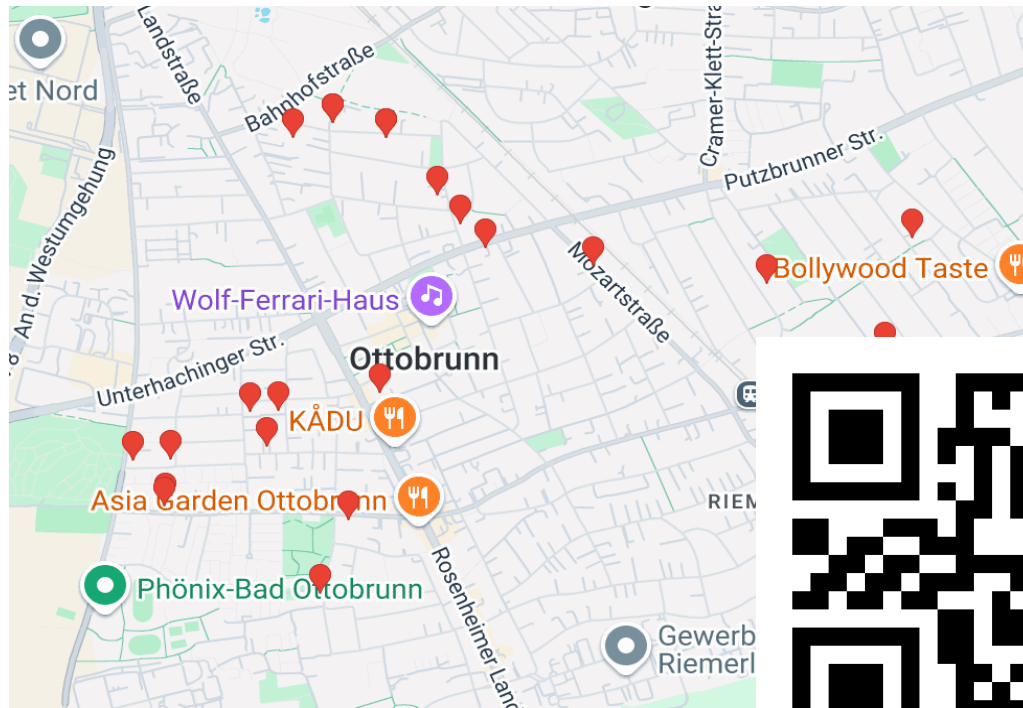 Landstraße
Cramer-Klett-Stra
et Nord
Bahnhofstraße
An d. Westumgehung
Putzbrunner Str.
Mozartstraße
Bollywood Taste
Wolf-Ferrari-Haus
Ottobrunn
Unterhachinger Str.
KÅDU
Asia Garden Ottobrunn
RIEM
Phönix-Bad Ottobrunn
Rosenheimer Land
Gewerb
Riemerl